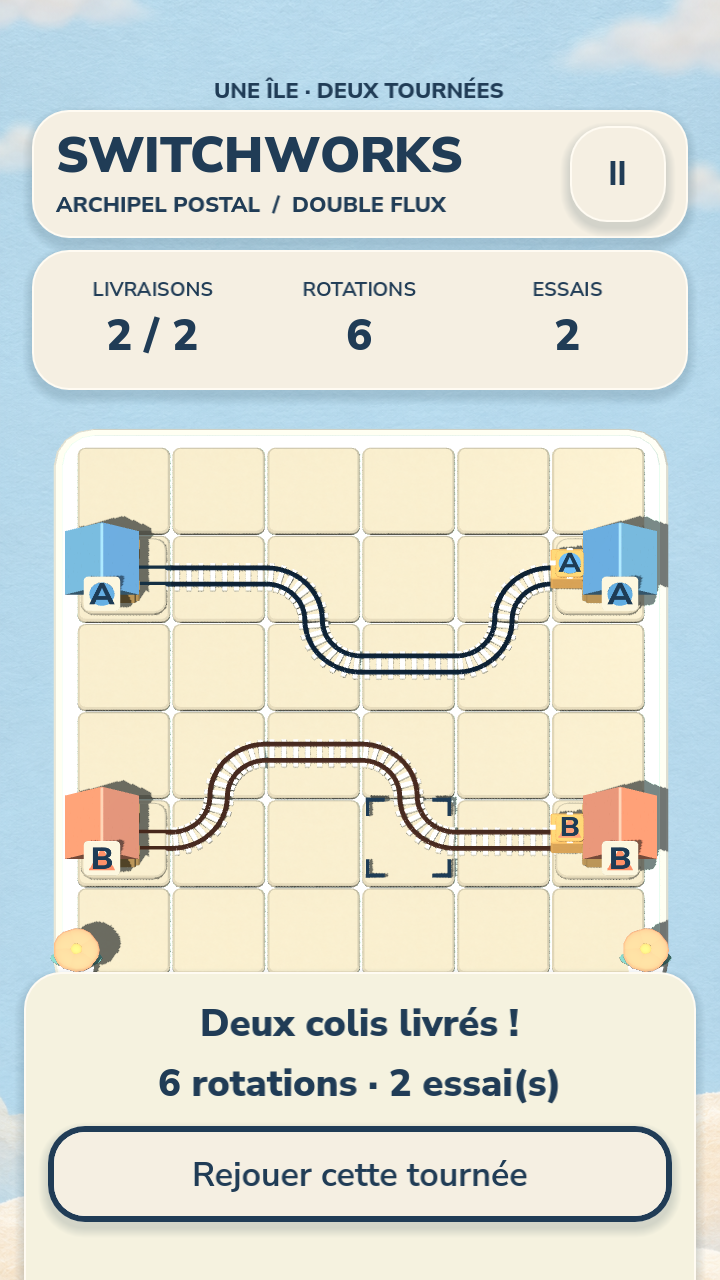 UNE ÎLE · DEUX TOURNÉES
SWITCHWORKS
ARCHIPEL POSTAL / DOUBLE FLUX
II
LIVRAISONS ROTATIONS ESSAIS
2 / 2 6 2
A
A A
B
B B
Deux colis livrés !
6 rotations · 2 essai(s)
Rejouer cette tournée